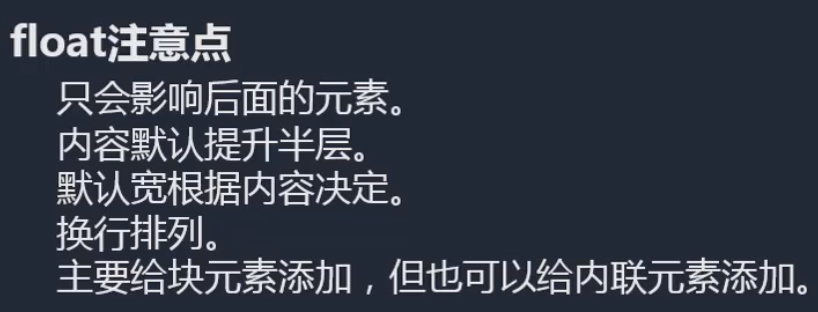 float注意点
只会影响后面的元素。
内容默认提升半层。
默认宽根据内容决定。
换行排列。
主要给块元素添加，但也可以给内联元素添加。